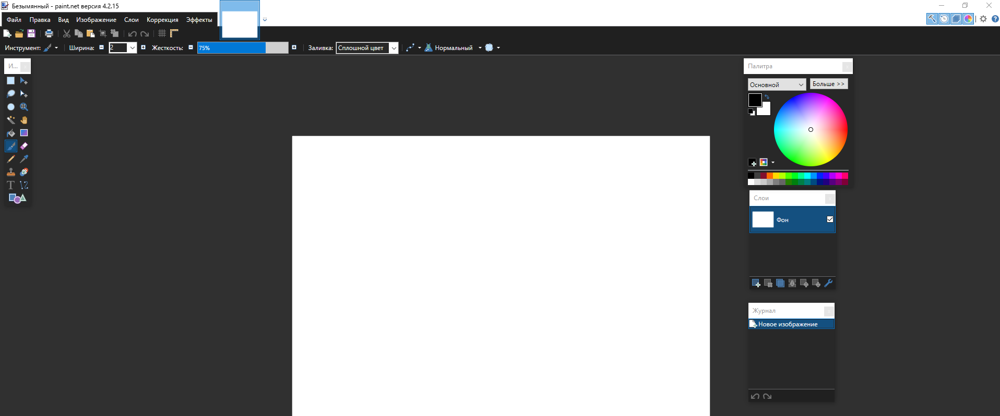 Безымянный - paint.net версия 4.2.15
Файл Правка Вид Изображение Слои Коррекция Эффекты
Инструмент: Ширина: 2 Жесткость: 75% Заливка: Сплошной цвет Нормальный
И...
Палитра
Основной Больше >>
Слои
Фон
Журнал
Новое изображение